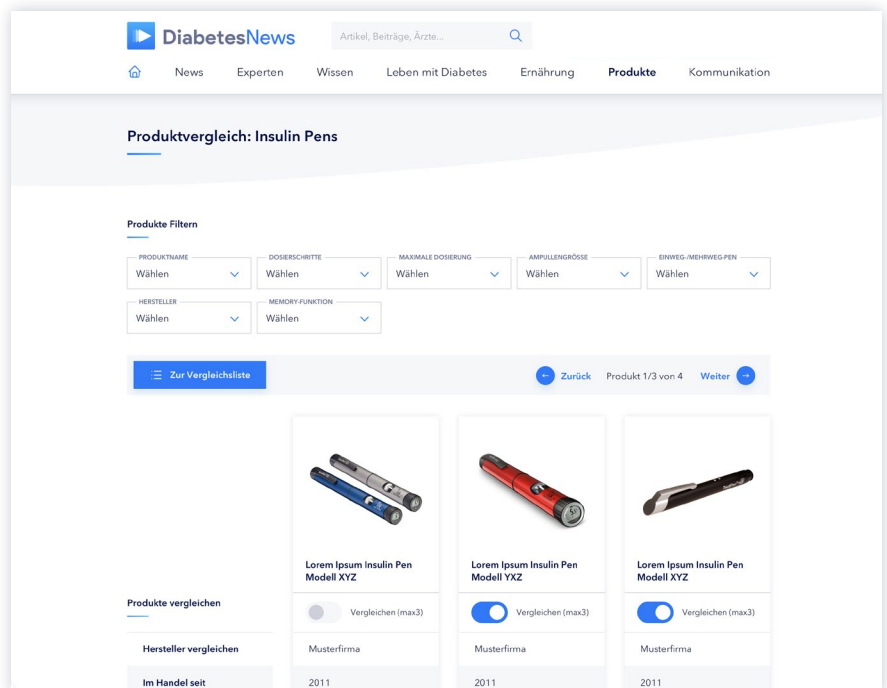 DiabetesNews
Artikel, Beiträge, Ärzte...
News Experten Wissen Leben mit Diabetes Ernährung Produkte Kommunikation
Produktvergleich: Insulin Pens
Produkte Filtern
PRODUKTNAME DOSIERSCHRITTE MAXIMALE DOSIERUNG AMPULLENGRÖSSE EINWEG-/MEHRWEG-PEN
Wählen Wählen Wählen Wählen Wählen
HERSTELLER MEMORY-FUNKTION
Wählen Wählen
Zur Vergleichsliste Zurück Produkt 1/3 von 4 Weiter
Lorem Ipsum Insulin Pen
Modell XYZ
Lorem Ipsum Insulin Pen
Modell YXZ
Lorem Ipsum Insulin Pen
Modell XYZ
Produkte vergleichen
Vergleichen (max3) Vergleichen (max3) Vergleichen (max3)
Hersteller vergleichen Musterfirma Musterfirma Musterfirma
Im Handel seit 2011 2011 2011